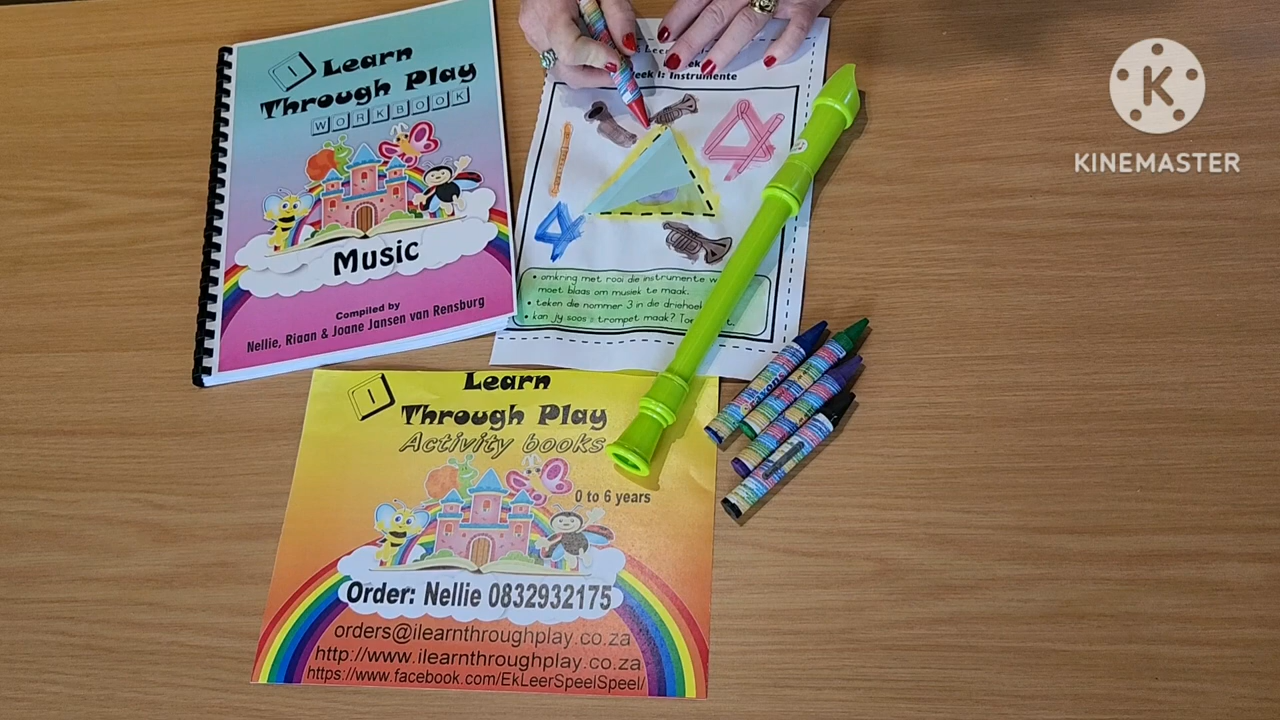 I Learn
Through Play
WORKBOOK
Music
Compiled by
Nellie, Riaan & Joane Jansen van Rensburg
Leer
Week 1: Instrumente
• omkring met rooi die instrumente w
moet blaas om musiek te maak.
• teken die nommer 3 in die driehoek
• kan jy soos 'n trompet maak?
I Learn
Through Play
Activity books
0 to 6 years
Order: Nellie 0832932175
orders@ilearnthroughplay.co.za
http://www.ilearnthroughplay.co.za
https://www.facebook.com/EkLeerSpeelSpeel/
K
KINEMASTER